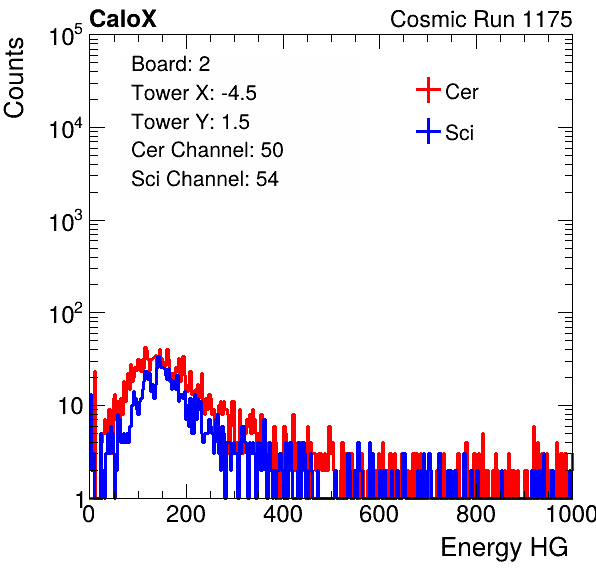 CaloX Cosmic Run 1175
Counts
10^5
10^4
10^3
10^2
10
1
Board: 2
Tower X: -4.5
Tower Y: 1.5
Cer Channel: 50
Sci Channel: 54
Cer
Sci
0 200 400 600 800 1000
Energy HG